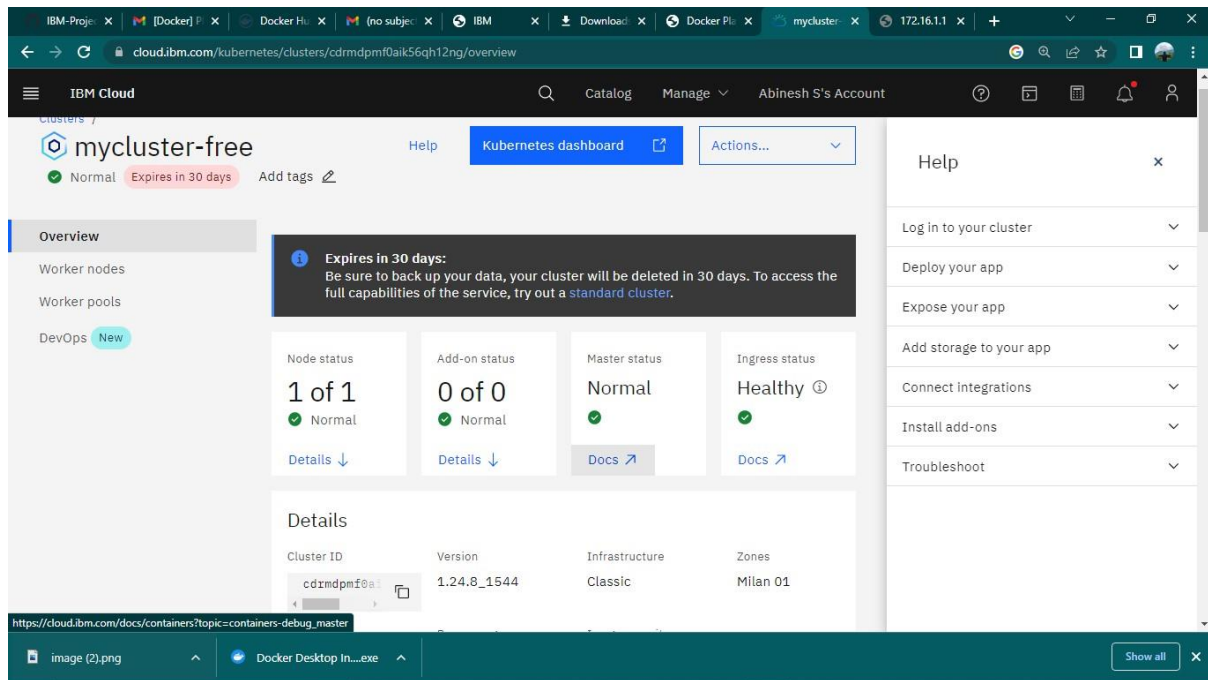 IBM-Projec
[Docker] P
Docker Hu
(no subjec
IBM
Download
Docker Pla
mycluster-
172.16.1.1
cloud.ibm.com/kubernetes/clusters/cdrmdpmf0aik56qh12ng/overview
IBM Cloud
Catalog
Manage
Abinesh S's Account
Clusters /
mycluster-free
Help
Kubernetes dashboard
Actions...
Normal
Expires in 30 days
Add tags
Overview
Worker nodes
Worker pools
DevOps New
Expires in 30 days:
Be sure to back up your data, your cluster will be deleted in 30 days. To access the
full capabilities of the service, try out a standard cluster.
Node status
1 of 1
Normal
Details
Add-on status
0 of 0
Normal
Details
Master status
Normal
Docs
Ingress status
Healthy
Docs
Details
Cluster ID
cdrmdpmf0ai
Version
1.24.8_1544
Infrastructure
Classic
Zones
Milan 01
Help
Log in to your cluster
Deploy your app
Expose your app
Add storage to your app
Connect integrations
Install add-ons
Troubleshoot
https://cloud.ibm.com/docs/containers?topic=containers-debug_master
image (2).png
Docker Desktop In....exe
Show all